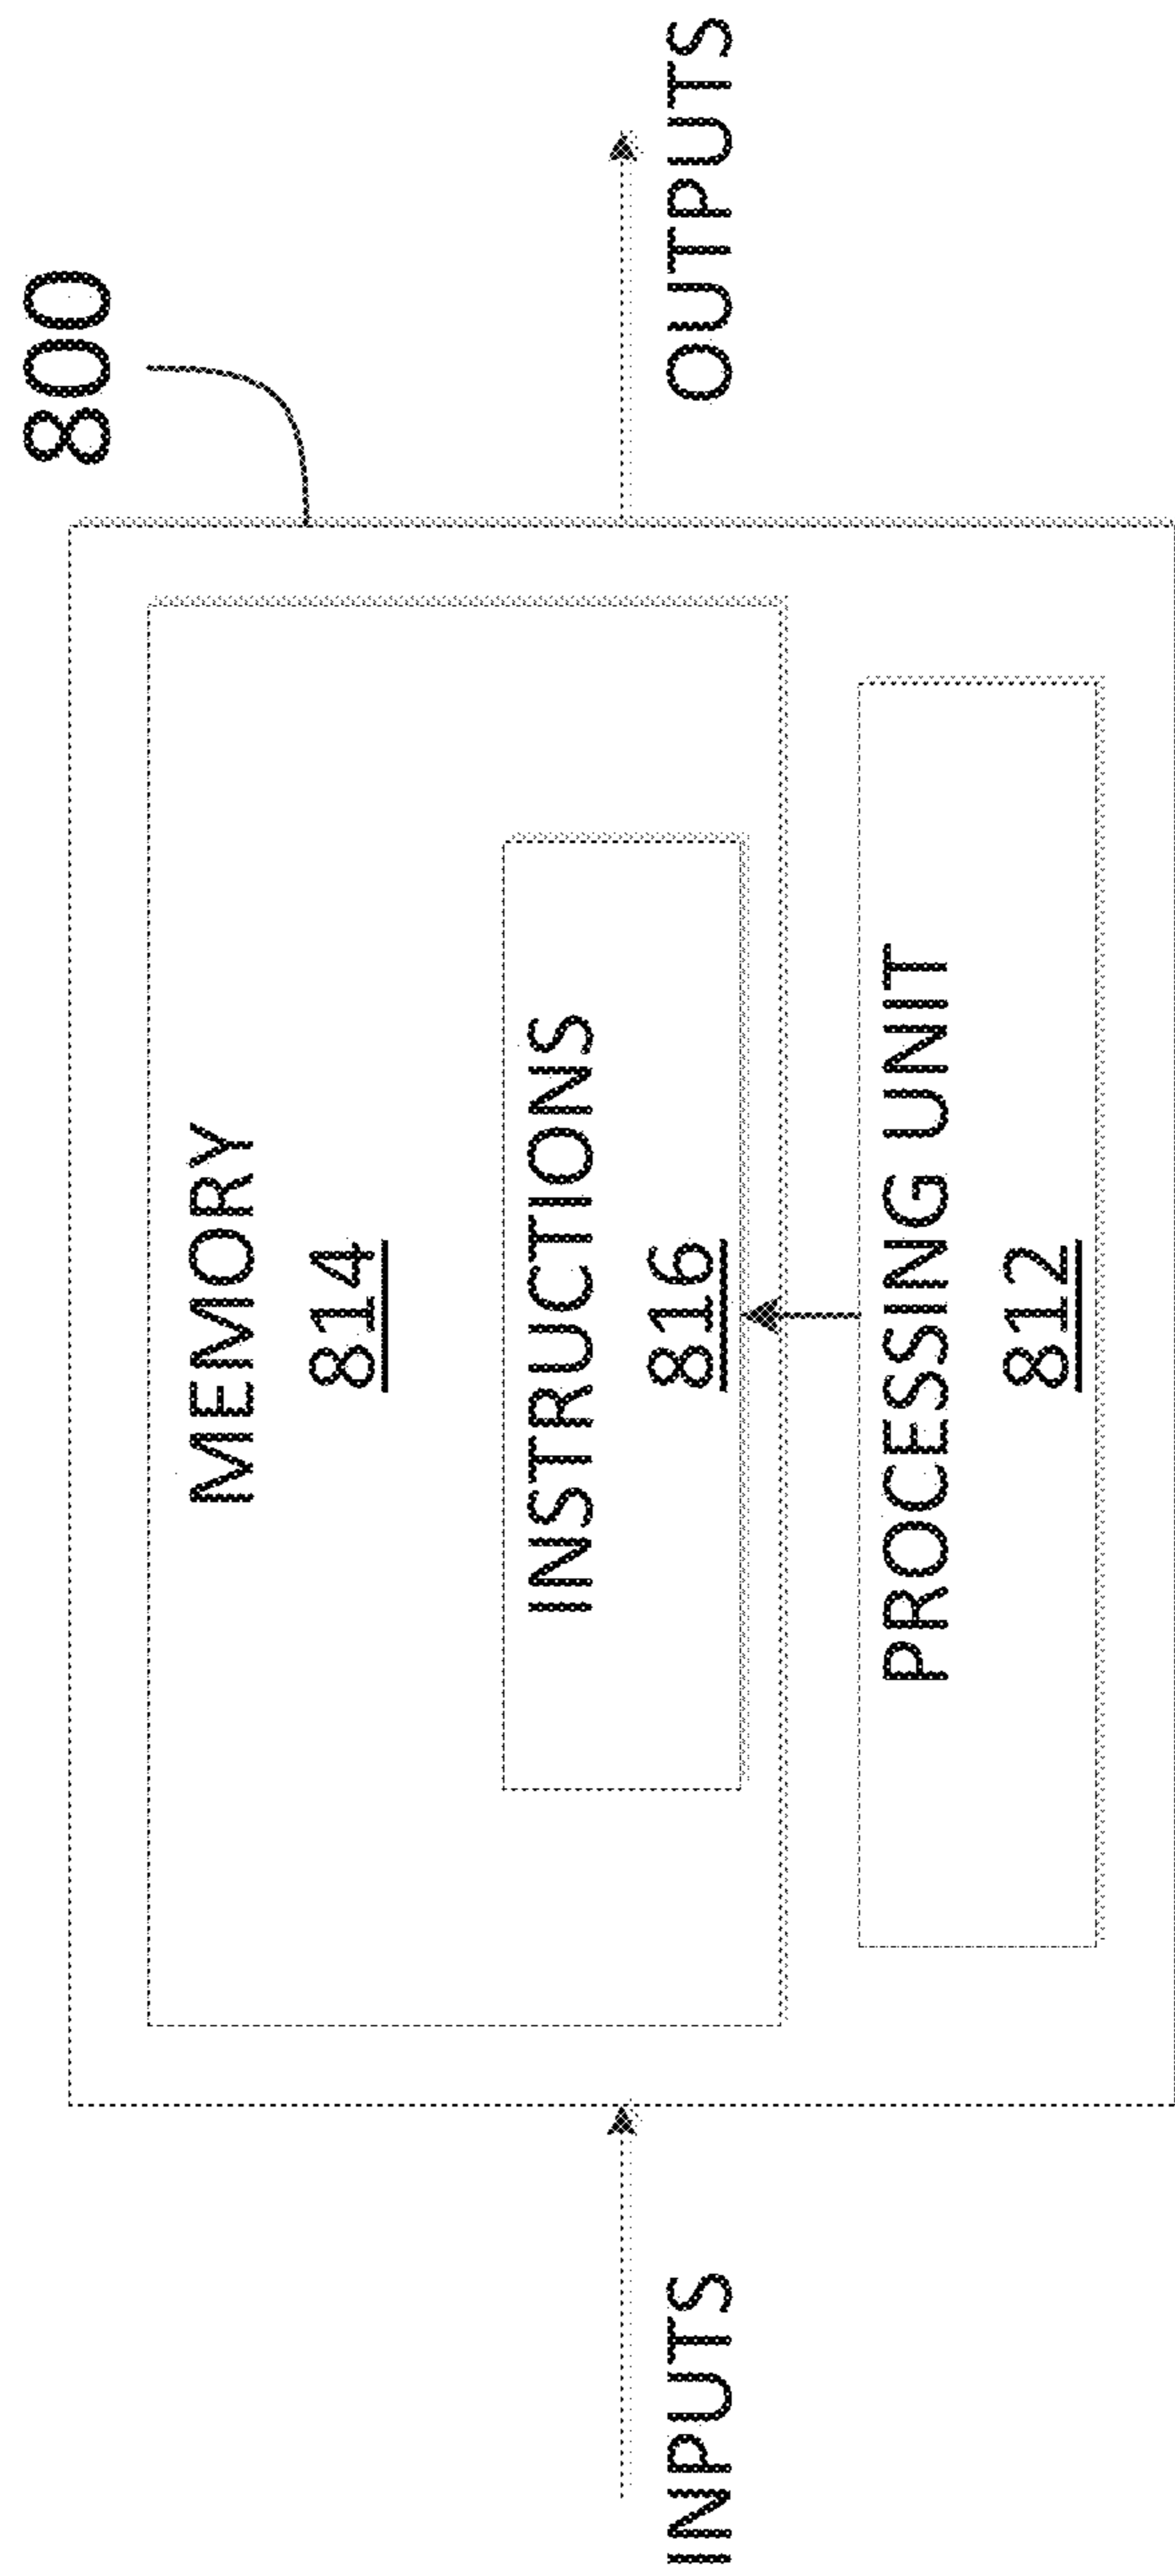 800
MEMORY
814
INSTRUCTIONS
816
INPUTS
OUTPUTS
PROCESSING UNIT
812